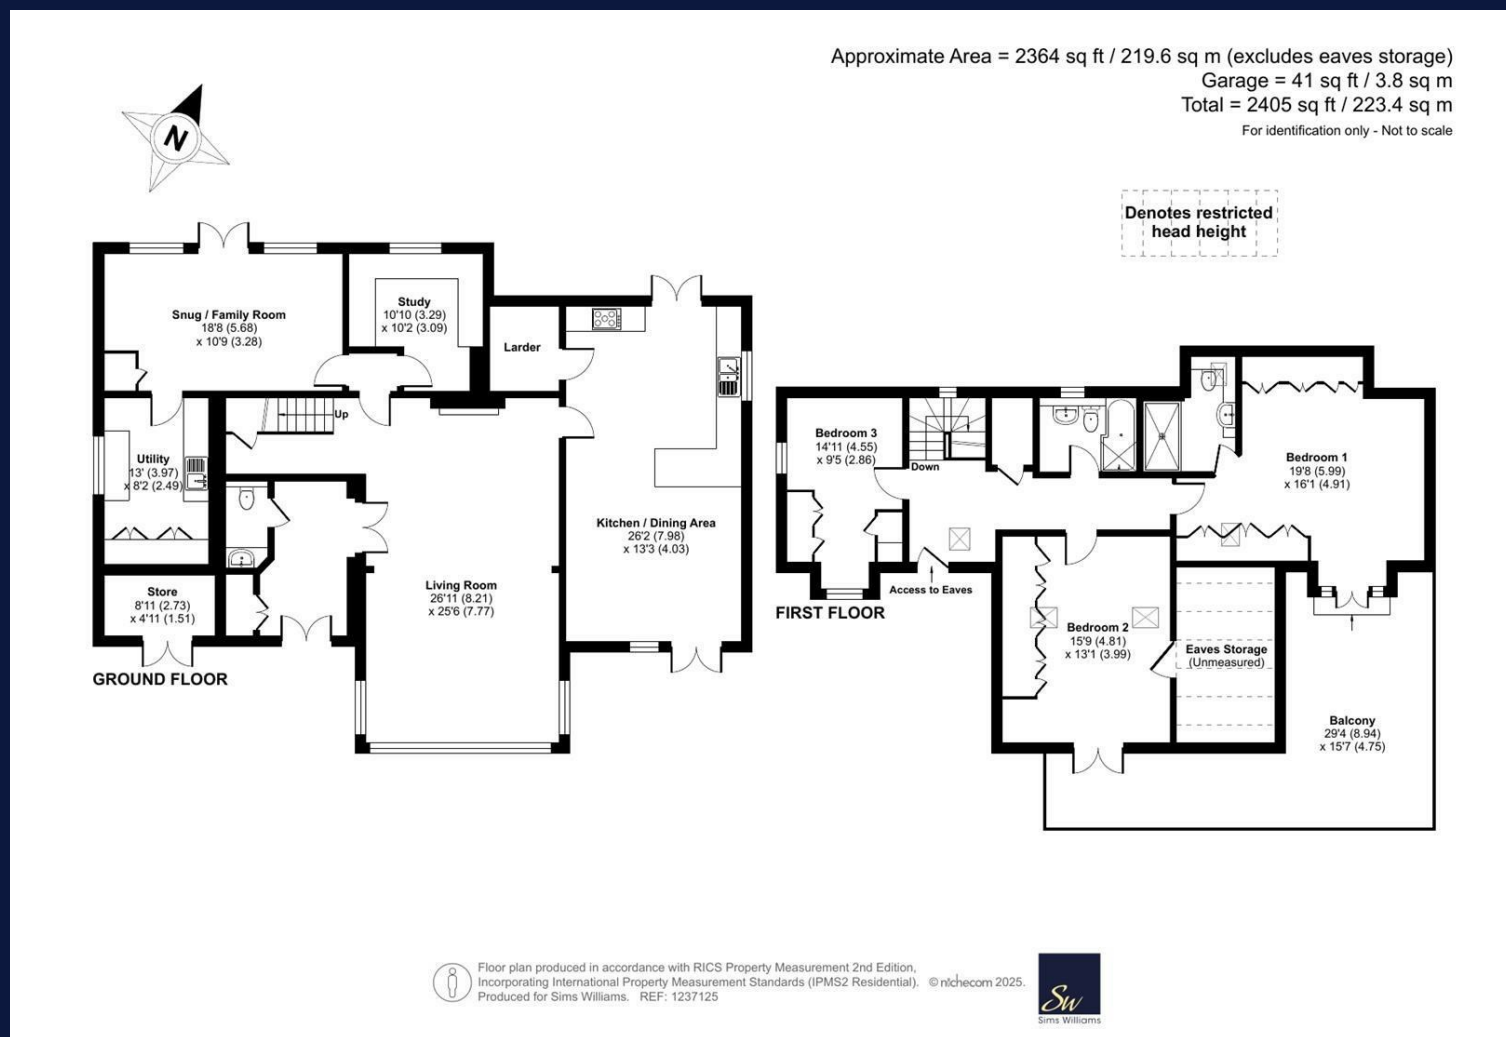 Approximate Area = 2364 sq ft / 219.6 sq m (excludes eaves storage)
Garage = 41 sq ft / 3.8 sq m
Total = 2405 sq ft / 223.4 sq m
For identification only - Not to scale
N
Denotes restricted
head height
Snug / Family Room
18'8 (5.68)
x 10'9 (3.28)
Study
10'10 (3.29)
x 10'2 (3.09)
Larder
Up
Utility
13' (3.97)
x 8'2 (2.49)
Kitchen / Dining Area
26'2 (7.98)
x 13'3 (4.03)
Living Room
26'11 (8.21)
x 25'6 (7.77)
Store
8'11 (2.73)
x 4'11 (1.51)
GROUND FLOOR
Bedroom 3
14'11 (4.55)
x 9'5 (2.86)
Down
Bedroom 1
19'8 (5.99)
x 16'1 (4.91)
Access to Eaves
FIRST FLOOR
Bedroom 2
15'9 (4.81)
x 13'1 (3.99)
Eaves Storage
(Unmeasured)
Balcony
29'4 (8.94)
x 15'7 (4.75)
Floor plan produced in accordance with RICS Property Measurement 2nd Edition,
Incorporating International Property Measurement Standards (IPMS2 Residential). © nichecom 2025.
Produced for Sims Williams. REF: 1237125
Sw
Sims Williams